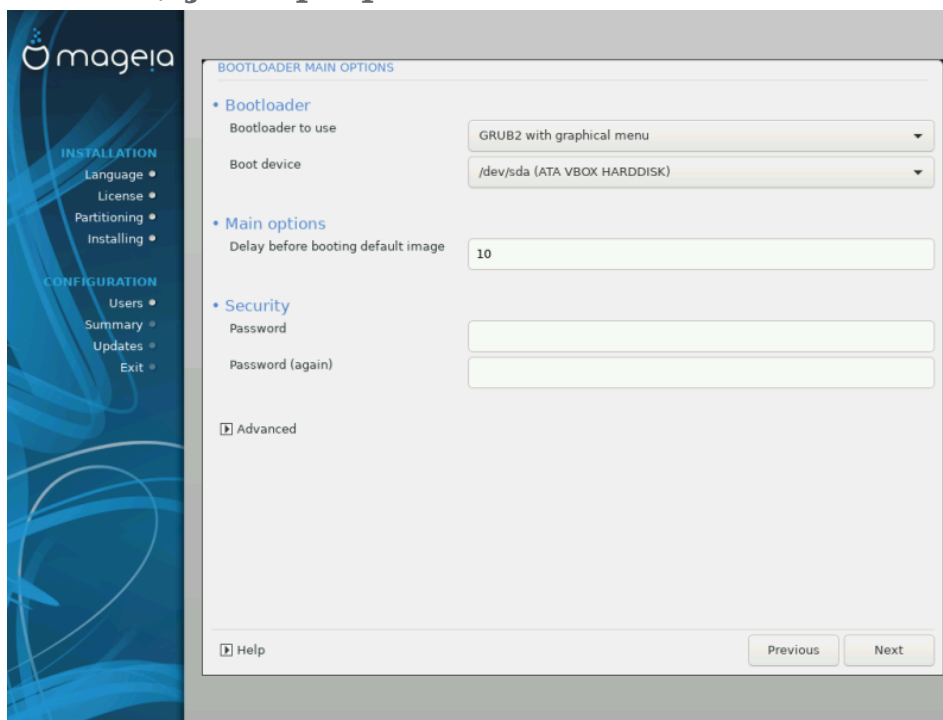 mageia
INSTALLATION
Language
License
Partitioning
Installing
CONFIGURATION
Users
Summary
Updates
Exit
BOOTLOADER MAIN OPTIONS
• Bootloader
Bootloader to use
GRUB2 with graphical menu
Boot device
/dev/sda (ATA VBOX HARDDISK)
• Main options
Delay before booting default image
10
• Security
Password
Password (again)
Advanced
Help
Previous
Next